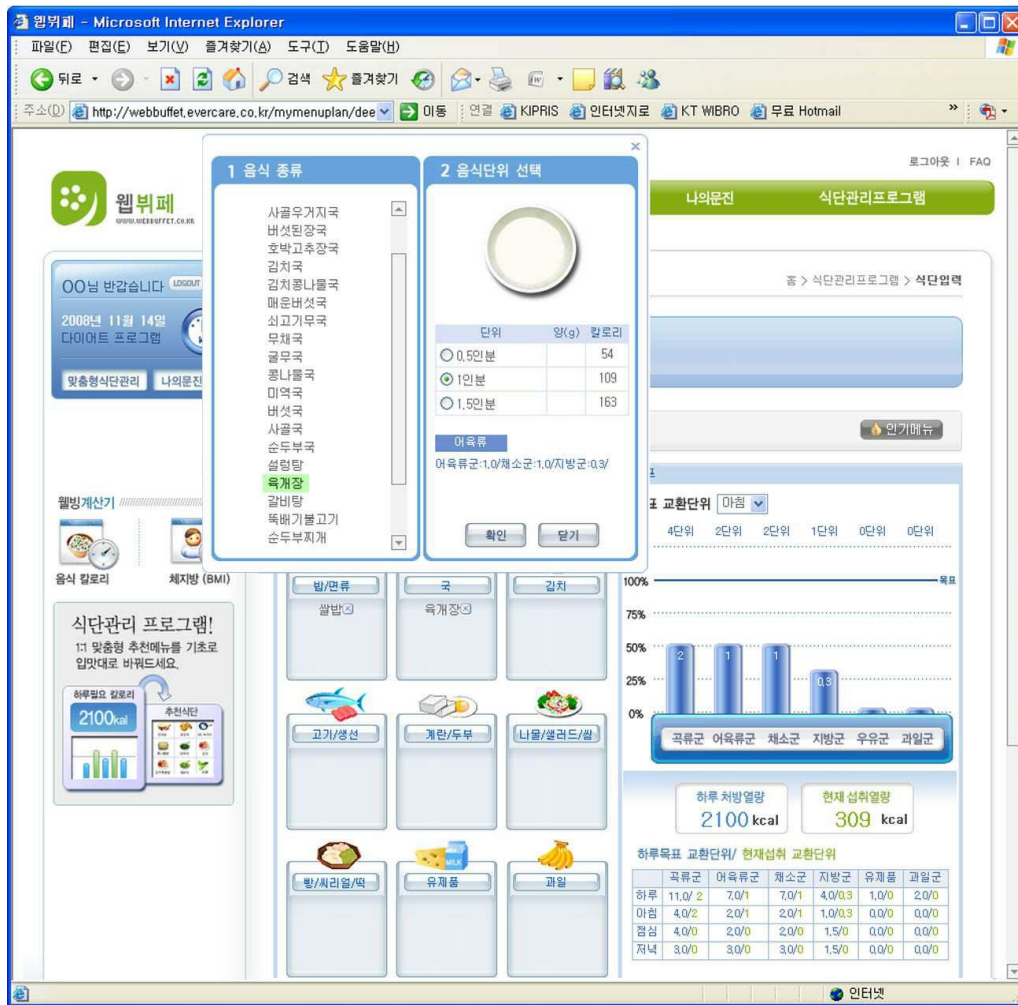 웹뷔페 - Microsoft Internet Explorer
파일(F) 편집(E) 보기(V) 즐겨찾기(A) 도구(T) 도움말(H)
뒤로 검색 즐겨찾기
주소(D) http://webbuffet.evercare.co.kr/mymenuplan/dee 이동 연결 KIPRIS 인터넷지로 KT WIBRO 무료 Hotmail »
로그아웃 | FAQ
웹뷔페
WWW.WEBBUFFET.CO.KR
나의문진 식단관리프로그램
홈 > 식단관리프로그램 > 식단입력
OO님 반갑습니다 LOGOUT
2008년 11월 14일
다이어트 프로그램
맞춤형식단관리 나의문진
1 음식 종류
사골우거지국
버섯된장국
호박고추장국
김치국
김치콩나물국
매운버섯국
쇠고기무국
무채국
굴무국
콩나물국
미역국
버섯국
사골국
순두부국
설렁탕
육개장
갈비탕
뚝배기불고기
순두부찌개
2 음식단위 선택
단위 양(g) 칼로리
0.5인분 54
1인분 109
1.5인분 163
어육류
어육류군:1.0/채소군:1.0/지방군:0.3/
확인 닫기
인기메뉴
웰빙계산기
음식 칼로리 체지방 (BMI)
식단관리 프로그램!
1:1 맞춤형 추천메뉴를 기초로
입맛대로 바꿔드세요.
하루필요 칼로리
2100kal
추천식단
밥/면류 국 김치
쌀밥 육개장
고기/생선 계란/두부 나물/샐러드/쌈
빵/씨리얼/떡 유제품 과일
MILK
표 교환단위 아침
4단위 2단위 2단위 1단위 0단위 0단위
100% 목표
75%
50%
25%
0%
2 1 1 0.3
곡류군 어육류군 채소군 지방군 우유군 과일군
하루 처방열량
2100 kcal
현재 섭취열량
309 kcal
하루목표 교환단위/ 현재섭취 교환단위
곡류군 어육류군 채소군 지방군 유제품 과일군
하루 11.0/ 2 7.0/1 7.0/1 4.0/0.3 1.0/0 2.0/0
아침 4.0/2 2.0/1 2.0/1 1.0/0.3 0.0/0 0.0/0
점심 4.0/0 2.0/0 2.0/0 1.5/0 0.0/0 0.0/0
저녁 3.0/0 3.0/0 3.0/0 1.5/0 0.0/0 0.0/0
인터넷